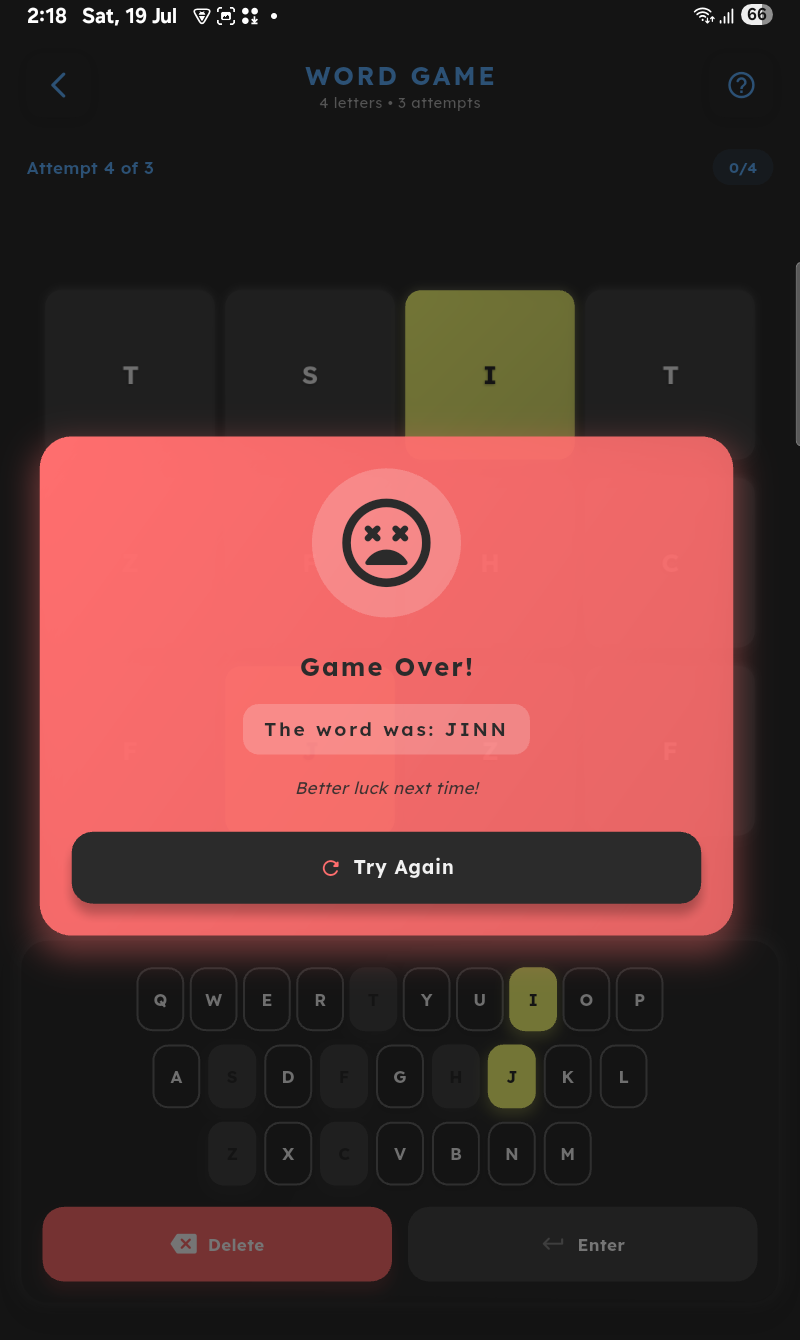 2:18 Sat, 19 Jul 66
WORD GAME
4 letters • 3 attempts
Attempt 4 of 3 0/4
T S I T
F H C
Game Over!
The word was: JINN
F J Z F
Better luck next time!
Try Again
Q W E R T Y U I O P
A S D F G H J K L
Z X C V B N M
Delete Enter